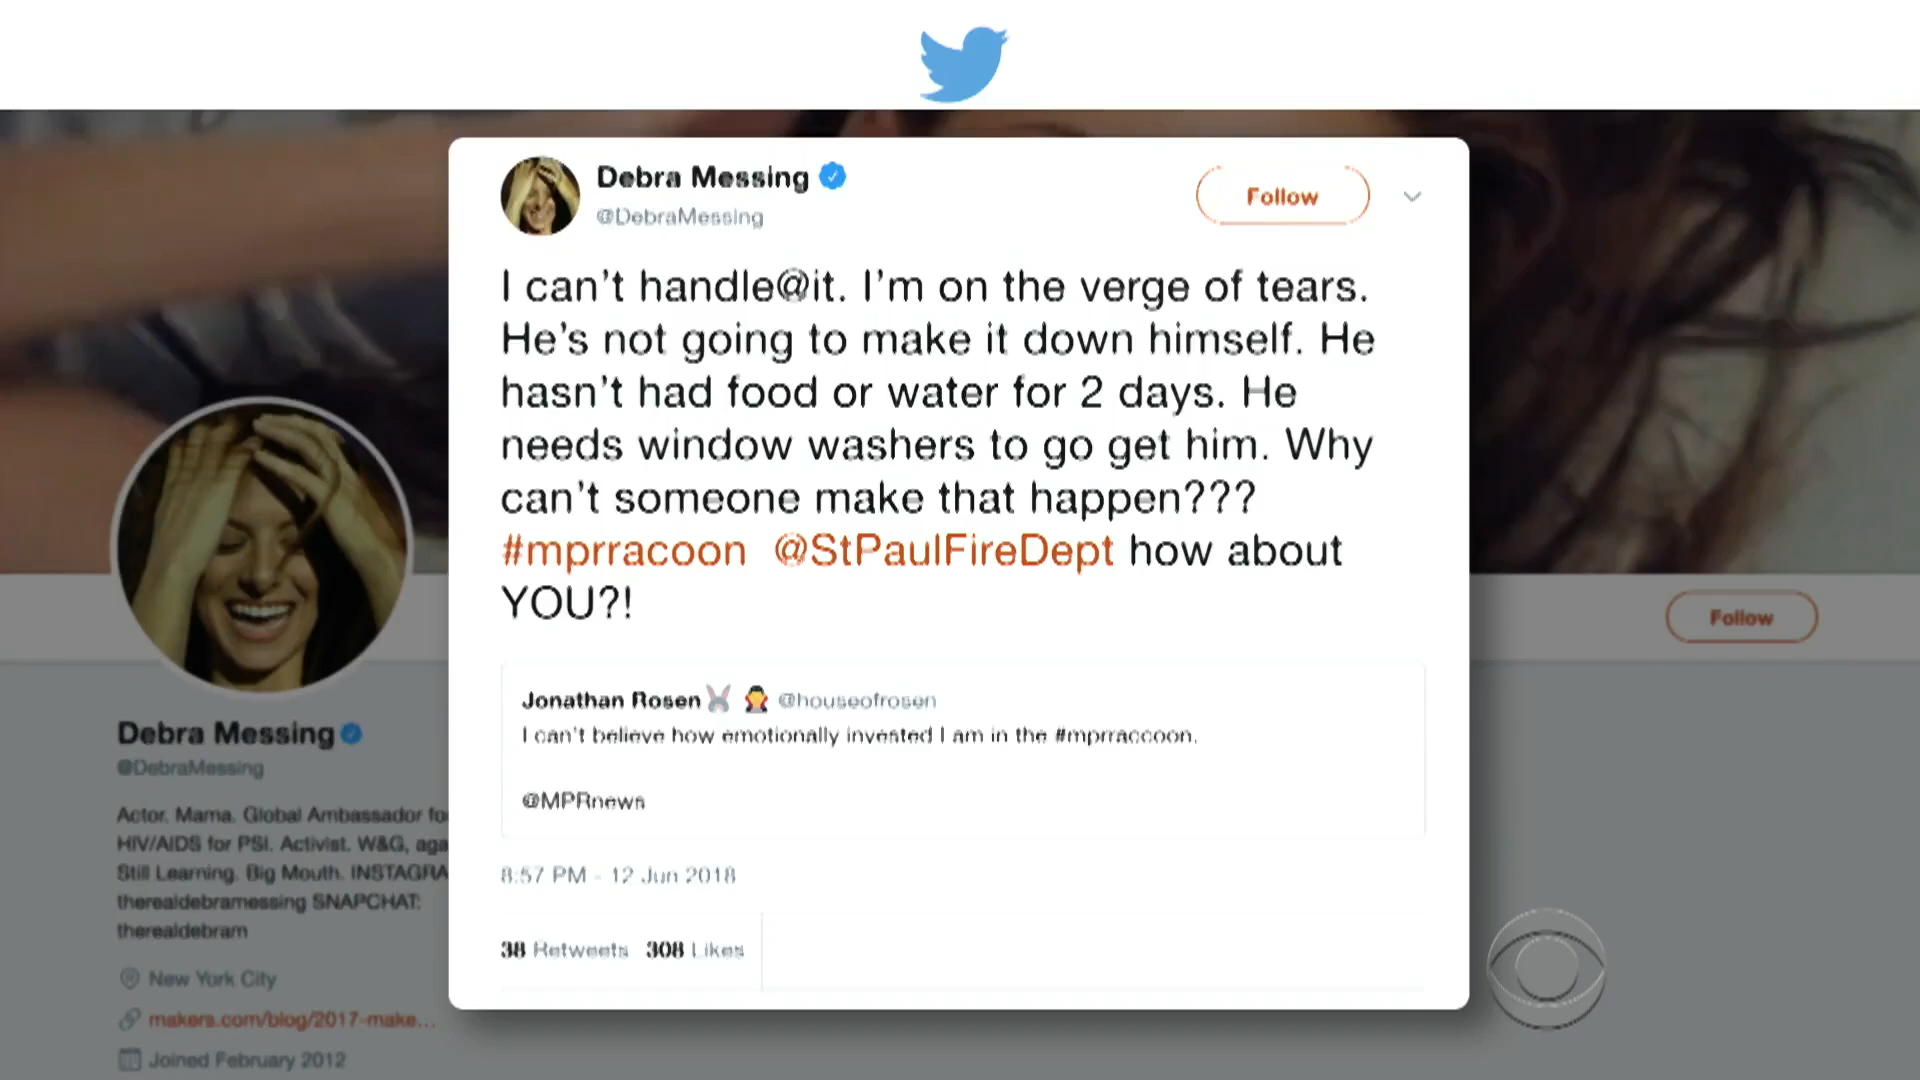 Debra Messing
@DebraMessing
Follow
I can't handle@it. I'm on the verge of tears.
He's not going to make it down himself. He
hasn't had food or water for 2 days. He
needs window washers to go get him. Why
can't someone make that happen???
#mprracoon @StPaulFireDept how about
YOU?!
Jonathan Rosen @houseofrosen
I can't believe how emotionally invested I am in the #mprraccoon.
@MPRnews
8:57 PM - 12 Jun 2018
38 Retweets 308 Likes
Follow
Debra Messing
@DebraMessing
Actor. Mama. Global Ambassador fo
HIV/AIDS for PSI. Activist. W&G, aga
Still Learning. Big Mouth. INSTAGRA
therealdebramessing SNAPCHAT:
therealdebram
New York City
makers.com/blog/2017-make...
Joined February 2012